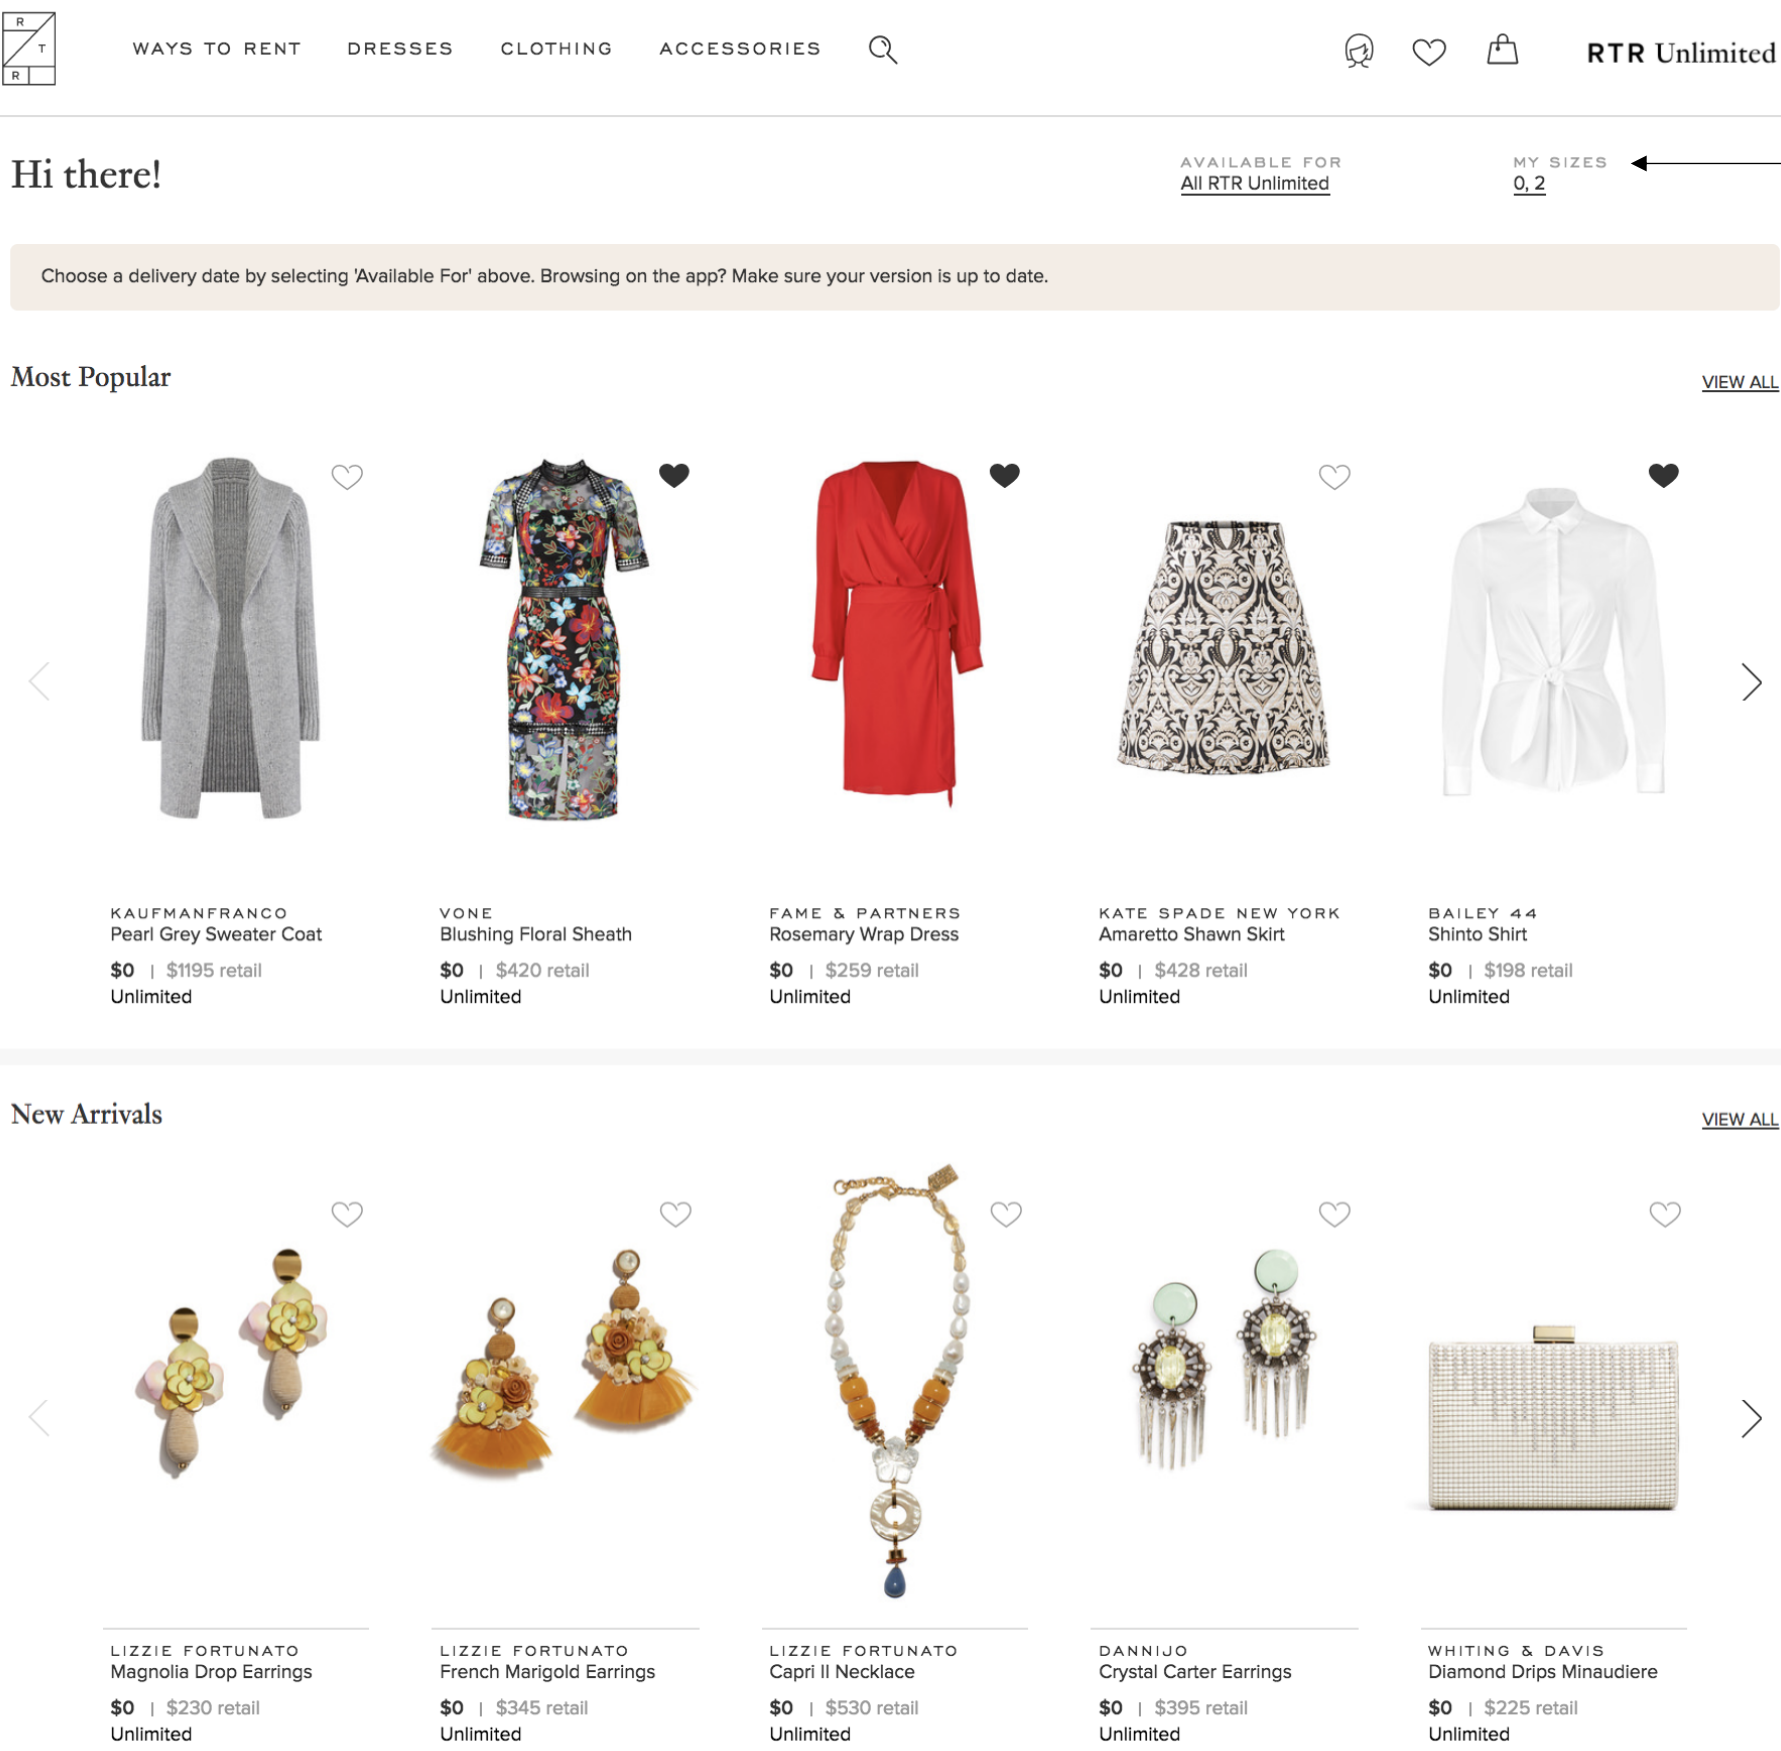 R
T
R
WAYS TO RENT
DRESSES
CLOTHING
ACCESSORIES
RTR Unlimited
Hi there!
AVAILABLE FOR
All RTR Unlimited
MY SIZES
0, 2
Choose a delivery date by selecting 'Available For' above. Browsing on the app? Make sure your version is up to date.
Most Popular
VIEW ALL
KAUFMANFRANCO
Pearl Grey Sweater Coat
$0 | $1195 retail
Unlimited
VONE
Blushing Floral Sheath
$0 | $420 retail
Unlimited
FAME & PARTNERS
Rosemary Wrap Dress
$0 | $259 retail
Unlimited
KATE SPADE NEW YORK
Amaretto Shawn Skirt
$0 | $428 retail
Unlimited
BAILEY 44
Shinto Shirt
$0 | $198 retail
Unlimited
New Arrivals
VIEW ALL
LIZZIE FORTUNATO
Magnolia Drop Earrings
$0 | $230 retail
Unlimited
LIZZIE FORTUNATO
French Marigold Earrings
$0 | $345 retail
Unlimited
LIZZIE FORTUNATO
Capri II Necklace
$0 | $530 retail
Unlimited
DANNIJO
Crystal Carter Earrings
$0 | $395 retail
Unlimited
WHITING & DAVIS
Diamond Drips Minaudiere
$0 | $225 retail
Unlimited